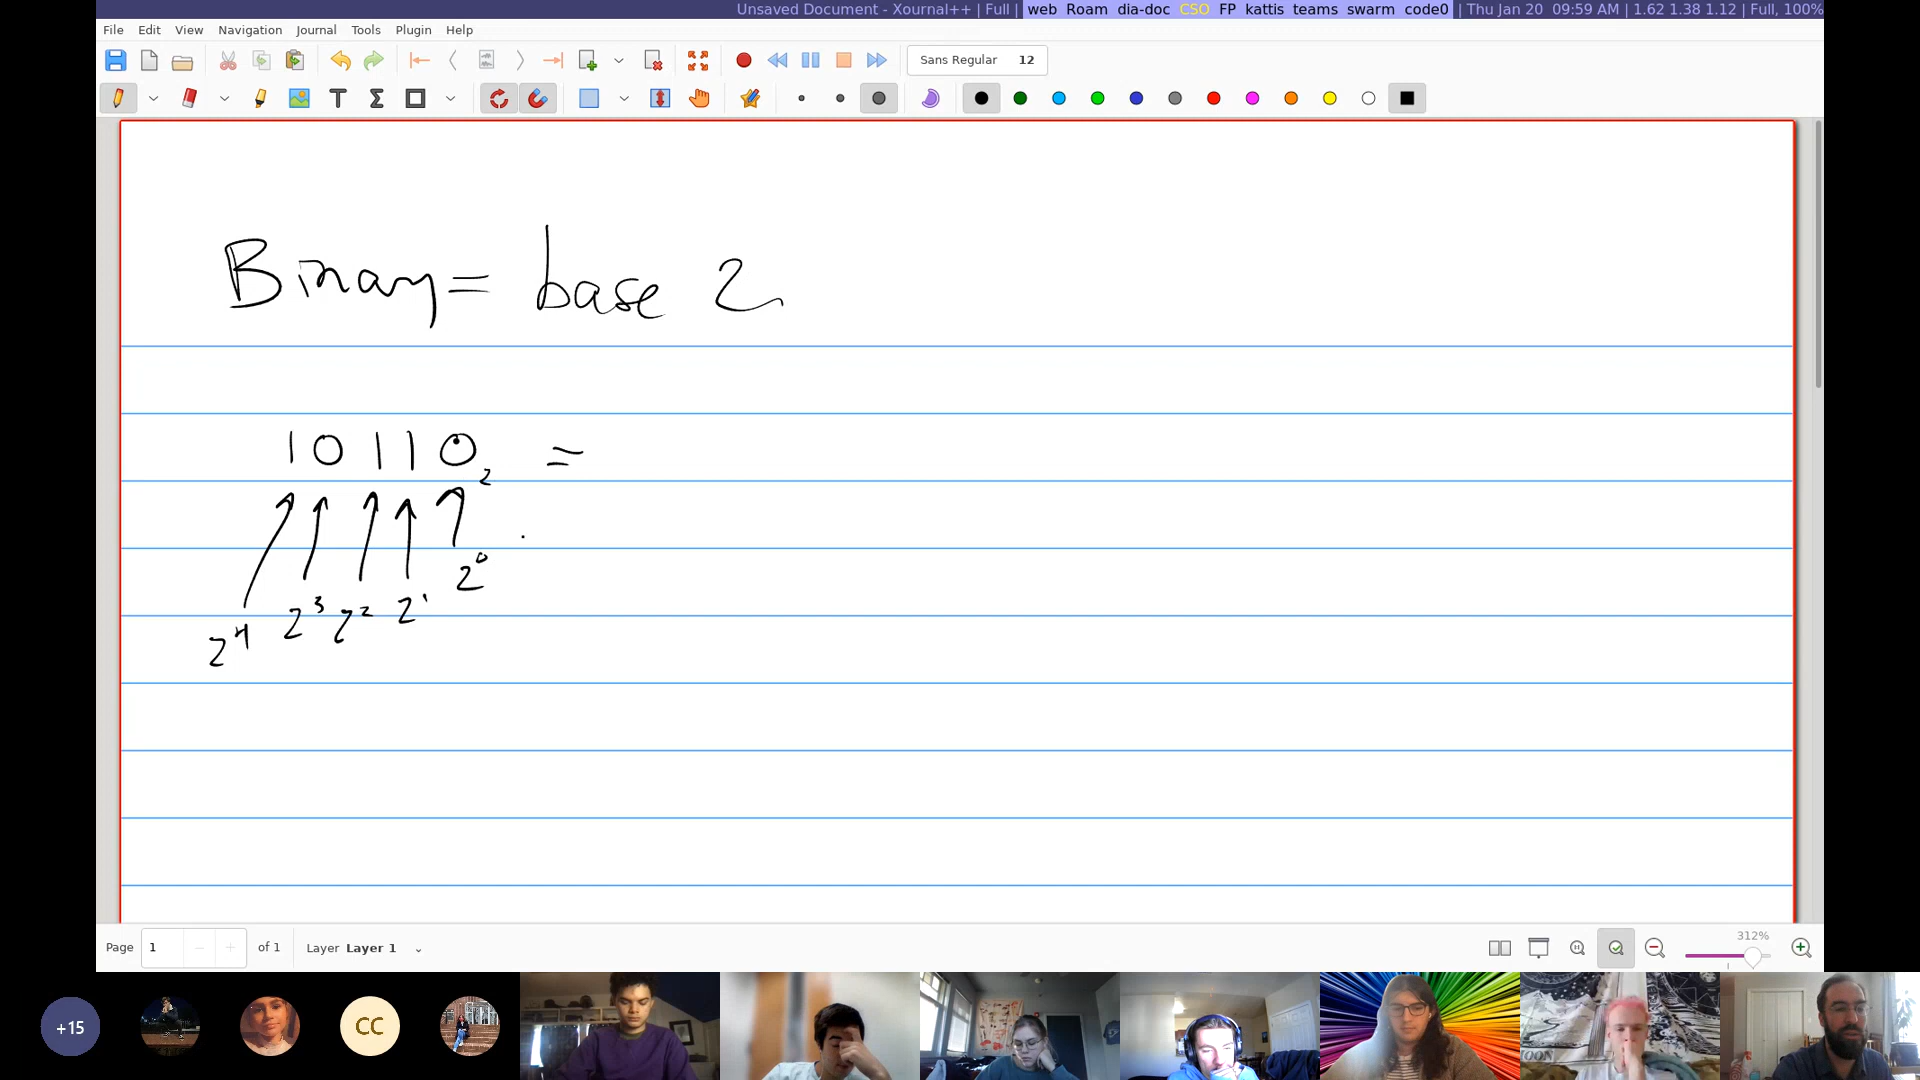 Unsaved Document - Xournal++ | Full | web Roam dia-doc CSO FP kattis teams swarm code0 | Thu Jan 20 09:59 AM | 1.62 1.38 1.12 | Full, 100%
File Edit View Navigation Journal Tools Plugin Help
Sans Regular 12
Binary = base 2
10110₂ =
2⁴ 2³ 2² 2¹ 2⁰
Page 1 of 1 Layer Layer 1 312%
+15 CC